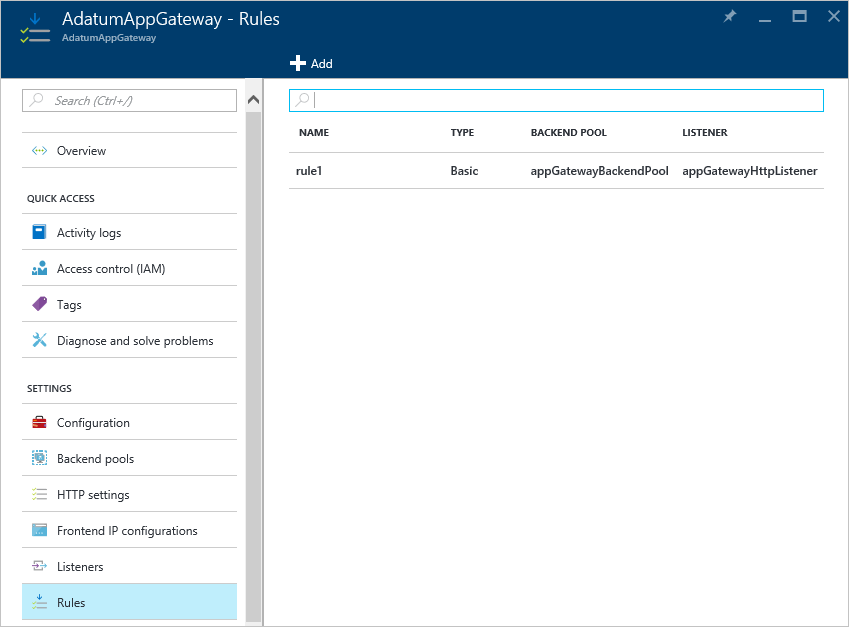 AdatumAppGateway - Rules
AdatumAppGateway
Add
Search (Ctrl+/)
Overview
QUICK ACCESS
Activity logs
Access control (IAM)
Tags
Diagnose and solve problems
SETTINGS
Configuration
Backend pools
HTTP settings
Frontend IP configurations
Listeners
Rules
NAME TYPE BACKEND POOL LISTENER
rule1 Basic appGatewayBackendPool appGatewayHttpListener